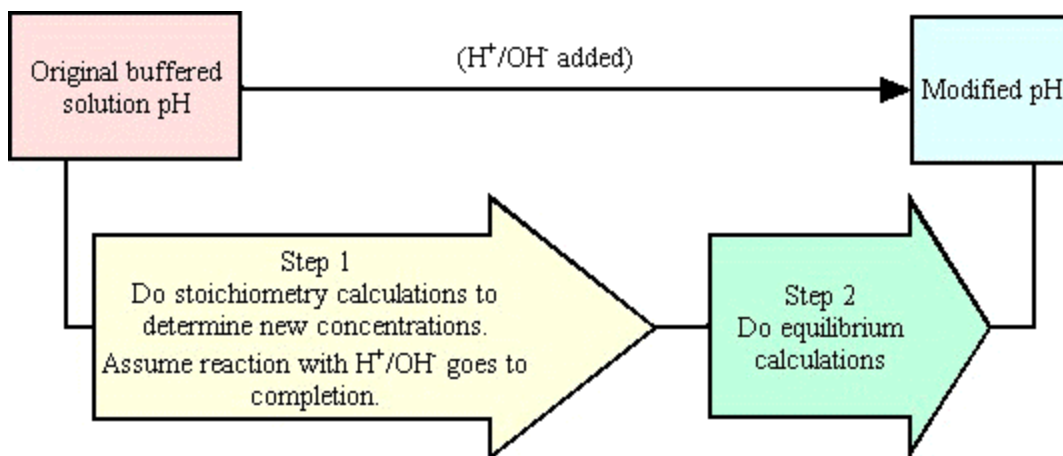 Original buffered
solution pH
(H⁺/OH⁻ added)
Modified pH
Step 1
Do stoichiometry calculations to
determine new concentrations.
Assume reaction with H⁺/OH⁻ goes to
completion.
Step 2
Do equilibrium
calculations